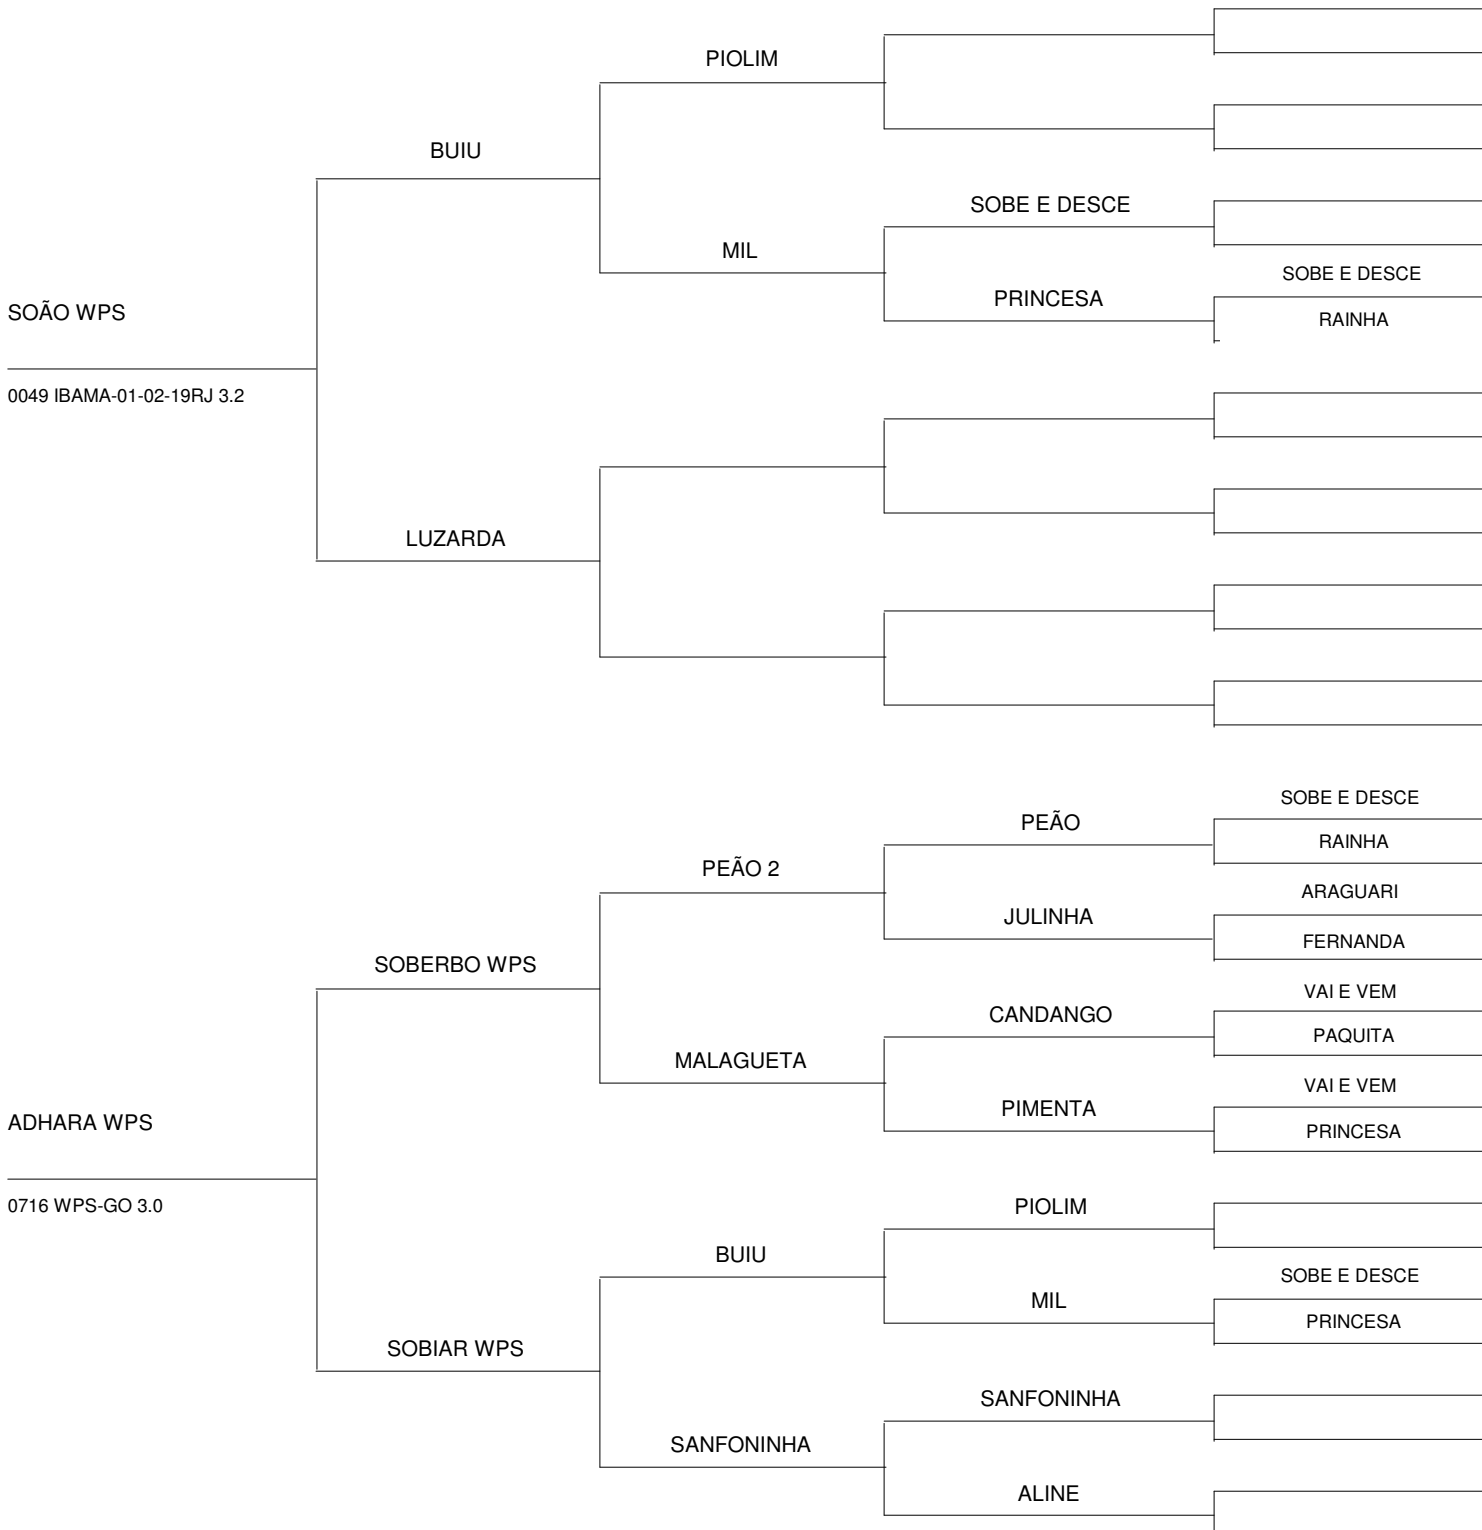 PIOLIM
BUIU
SOBE E DESCE
MIL
SOBE E DESCE
PRINCESA
RAINHA
SOÃO WPS
0049 IBAMA-01-02-19RJ 3.2
LUZARDA
SOBE E DESCE
PEÃO
RAINHA
PEÃO 2
ARAGUARI
JULINHA
FERNANDA
SOBERBO WPS
VAI E VEM
CANDANGO
PAQUITA
MALAGUETA
VAI E VEM
PIMENTA
PRINCESA
ADHARA WPS
0716 WPS-GO 3.0
PIOLIM
BUIU
SOBE E DESCE
MIL
PRINCESA
SOBIAR WPS
SANFONINHA
SANFONINHA
ALINE